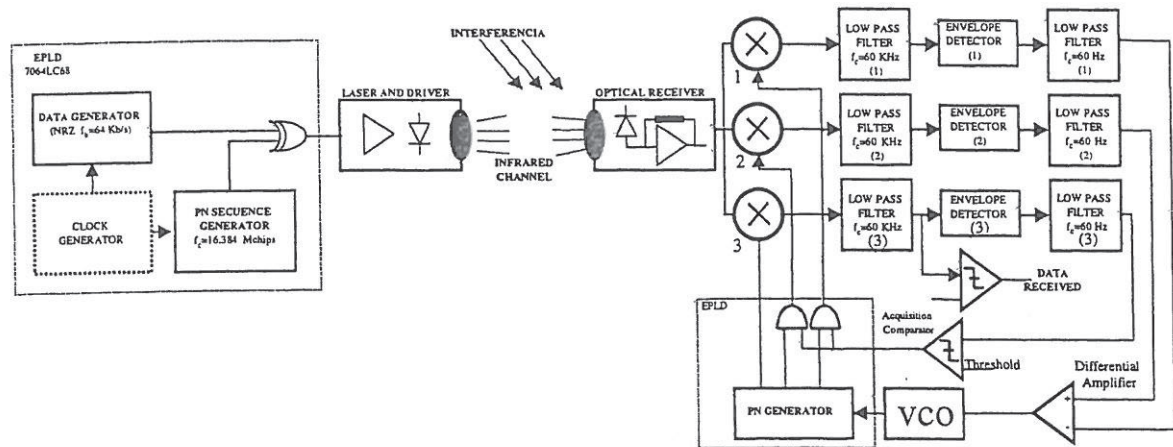 EPLD
7064LC68
DATA GENERATOR
(NRZ fb=64 Kb/s)
CLOCK
GENERATOR
PN SECUENCE
GENERATOR
fc=16.384 Mchips
LASER AND DRIVER
INTERFERENCIA
INFRARED
CHANNEL
OPTICAL RECEIVER
1
2
3
LOW PASS
FILTER
fc=60 KHz
(1)
ENVELOPE
DETECTOR
(1)
LOW PASS
FILTER
fc=60 Hz
(1)
LOW PASS
FILTER
fc=60 KHz
(2)
ENVELOPE
DETECTOR
(2)
LOW PASS
FILTER
fc=60 Hz
(2)
LOW PASS
FILTER
fc=60 KHz
(3)
ENVELOPE
DETECTOR
(3)
LOW PASS
FILTER
fc=60 Hz
(3)
DATA
RECEIVED
EPLD
Acquisition
Comparator
Threshold
Differential
Amplifier
+
-
PN GENERATOR
VCO